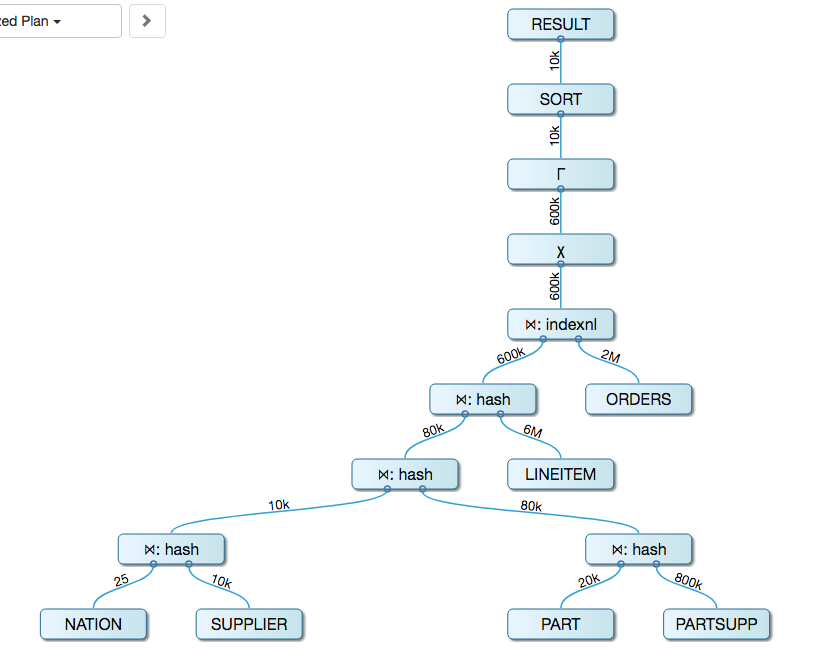 zed Plan
RESULT
10k
SORT
10k
Γ
600k
χ
600k
⋈: indexnl
600k 2M
⋈: hash ORDERS
80k 6M
⋈: hash LINEITEM
10k 80k
⋈: hash ⋈: hash
25 10k 20k 800k
NATION SUPPLIER PART PARTSUPP